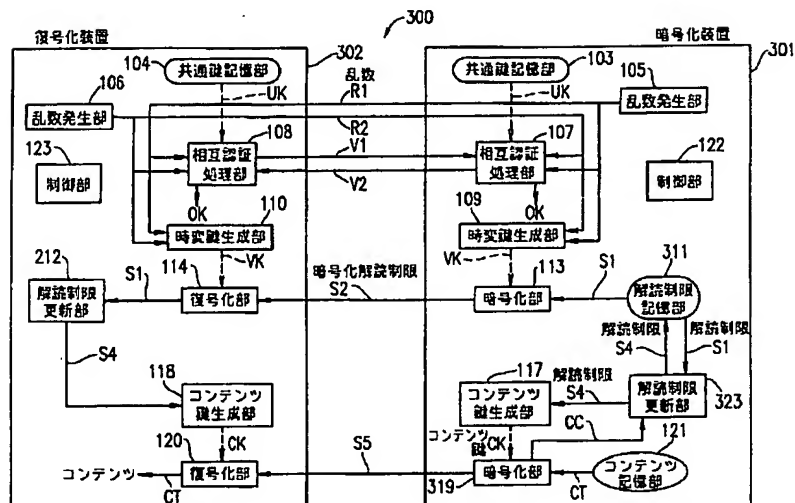 300
復号化装置
302
暗号化装置
301
104
共通鍵記憶部
UK
乱数
R1
R2
共通鍵記憶部
103
UK
105
乱数発生部
106
乱数発生部
108
相互認証
処理部
V1
V2
107
相互認証
処理部
123
制御部
122
制御部
OK
OK
110
時変鍵生成部
VK
109
時変鍵生成部
VK
212
解読制限
更新部
S1
114
復号化部
暗号化解読制限
S2
113
暗号化部
S1
311
解読制限
記憶部
解読制限
S4
解読制限
S1
S4
118
コンテンツ
鍵生成部
CK
117
コンテンツ
鍵生成部
解読制限
S4
解読制限
更新部
323
コンテンツ
鍵
CK
CC
120
復号化部
コンテンツ
CT
S5
319
暗号化部
CT
121
コンテンツ
記憶部